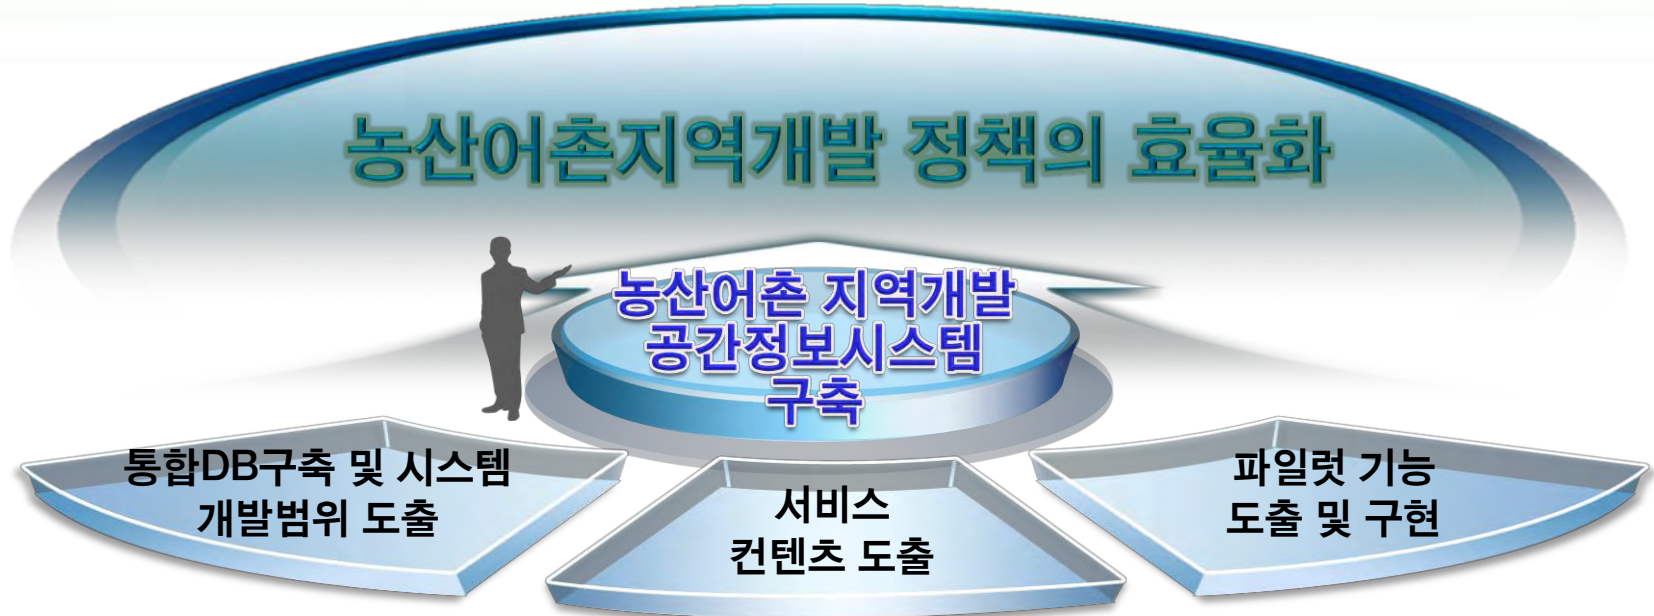 농산어촌지역개발 정책의 효율화
농산어촌 지역개발
공간정보시스템
구축
통합DB구축 및 시스템
개발범위 도출
서비스
컨텐츠 도출
파일럿 기능
도출 및 구현